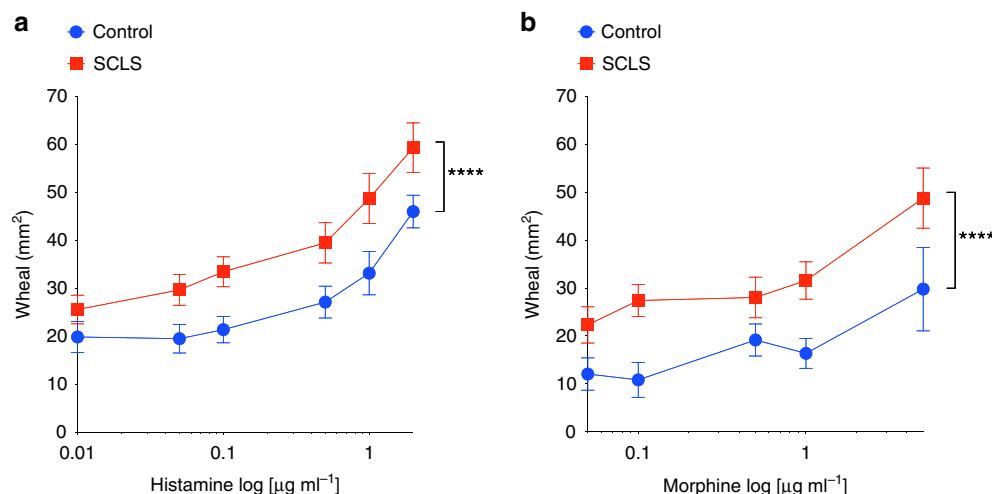 a
Control
SCLS
Wheal (mm²)
70
60
50
40
30
20
10
0
****
0.01
0.1
1
Histamine log [µg ml⁻¹]
b
Control
SCLS
Wheal (mm²)
70
60
50
40
30
20
10
0
****
0.1
1
Morphine log [µg ml⁻¹]